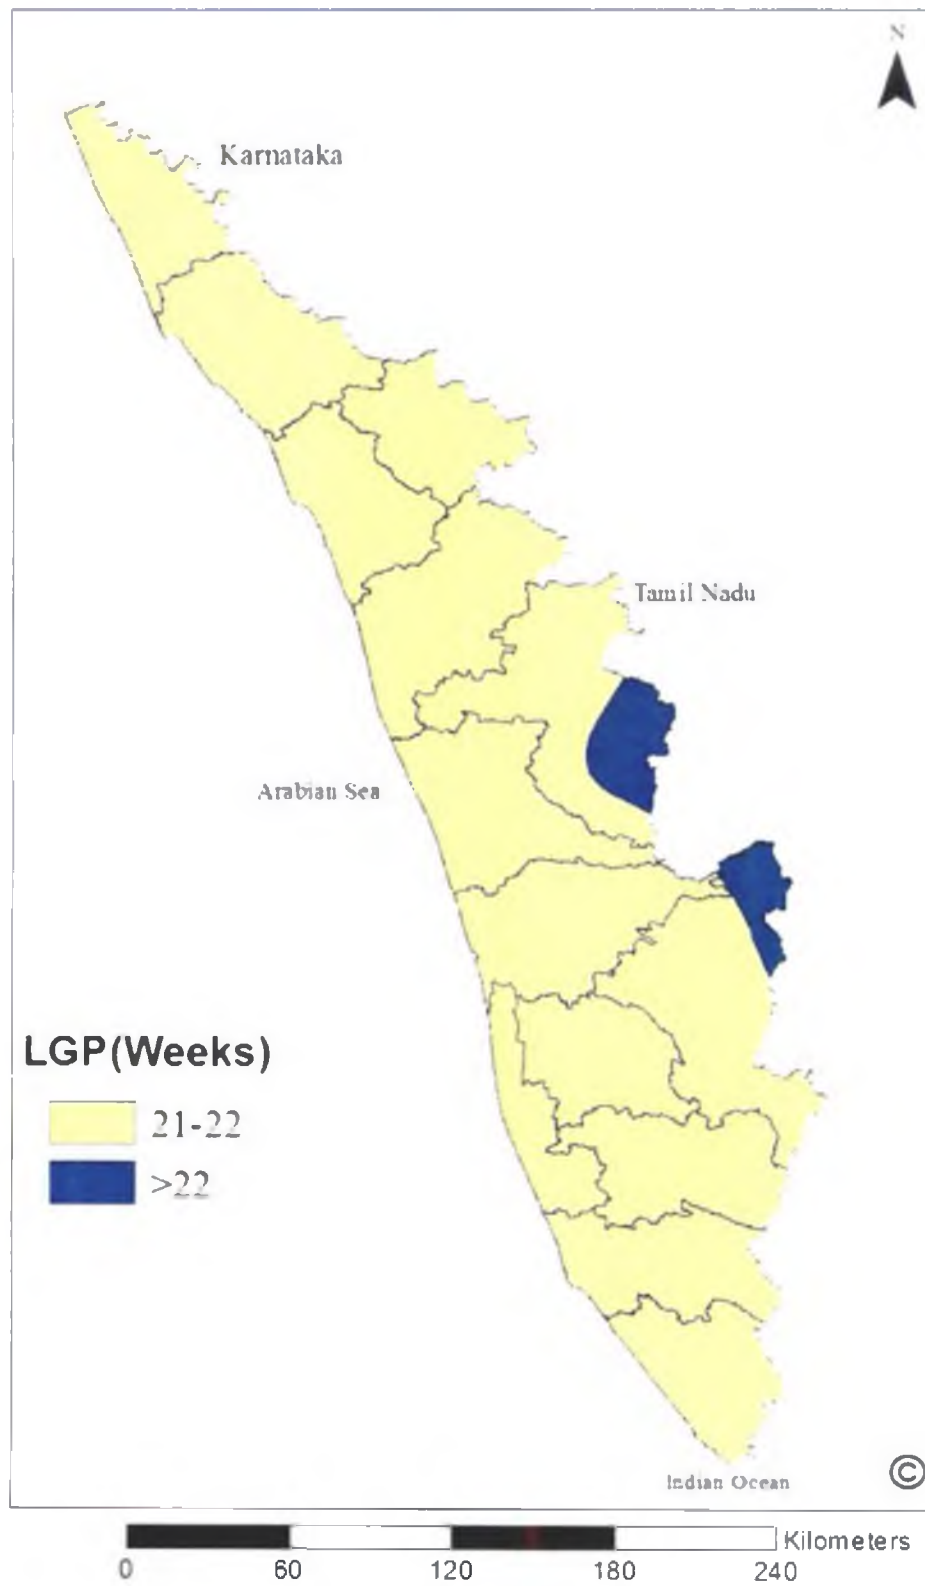 N
Karnataka
Tamil Nadu
Arabian Sea
LGP(Weeks)
21-22
>22
Indian Ocean
©
Kilometers
0 60 120 180 240